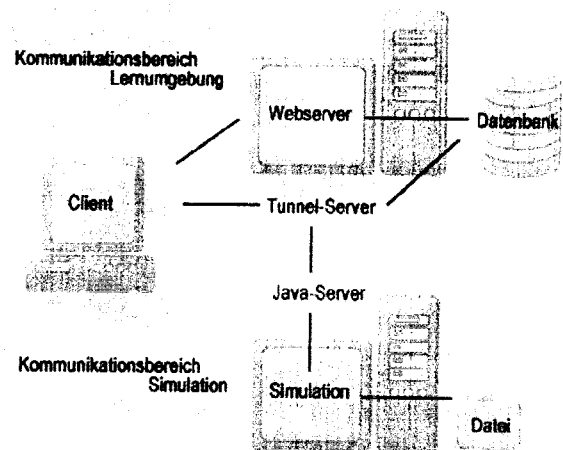 Kommunikationsbereich
Lernumgebung
Webserver
Datenbank
Client
Tunnel-Server
Java-Server
Kommunikationsbereich
Simulation
Simulation
Datei